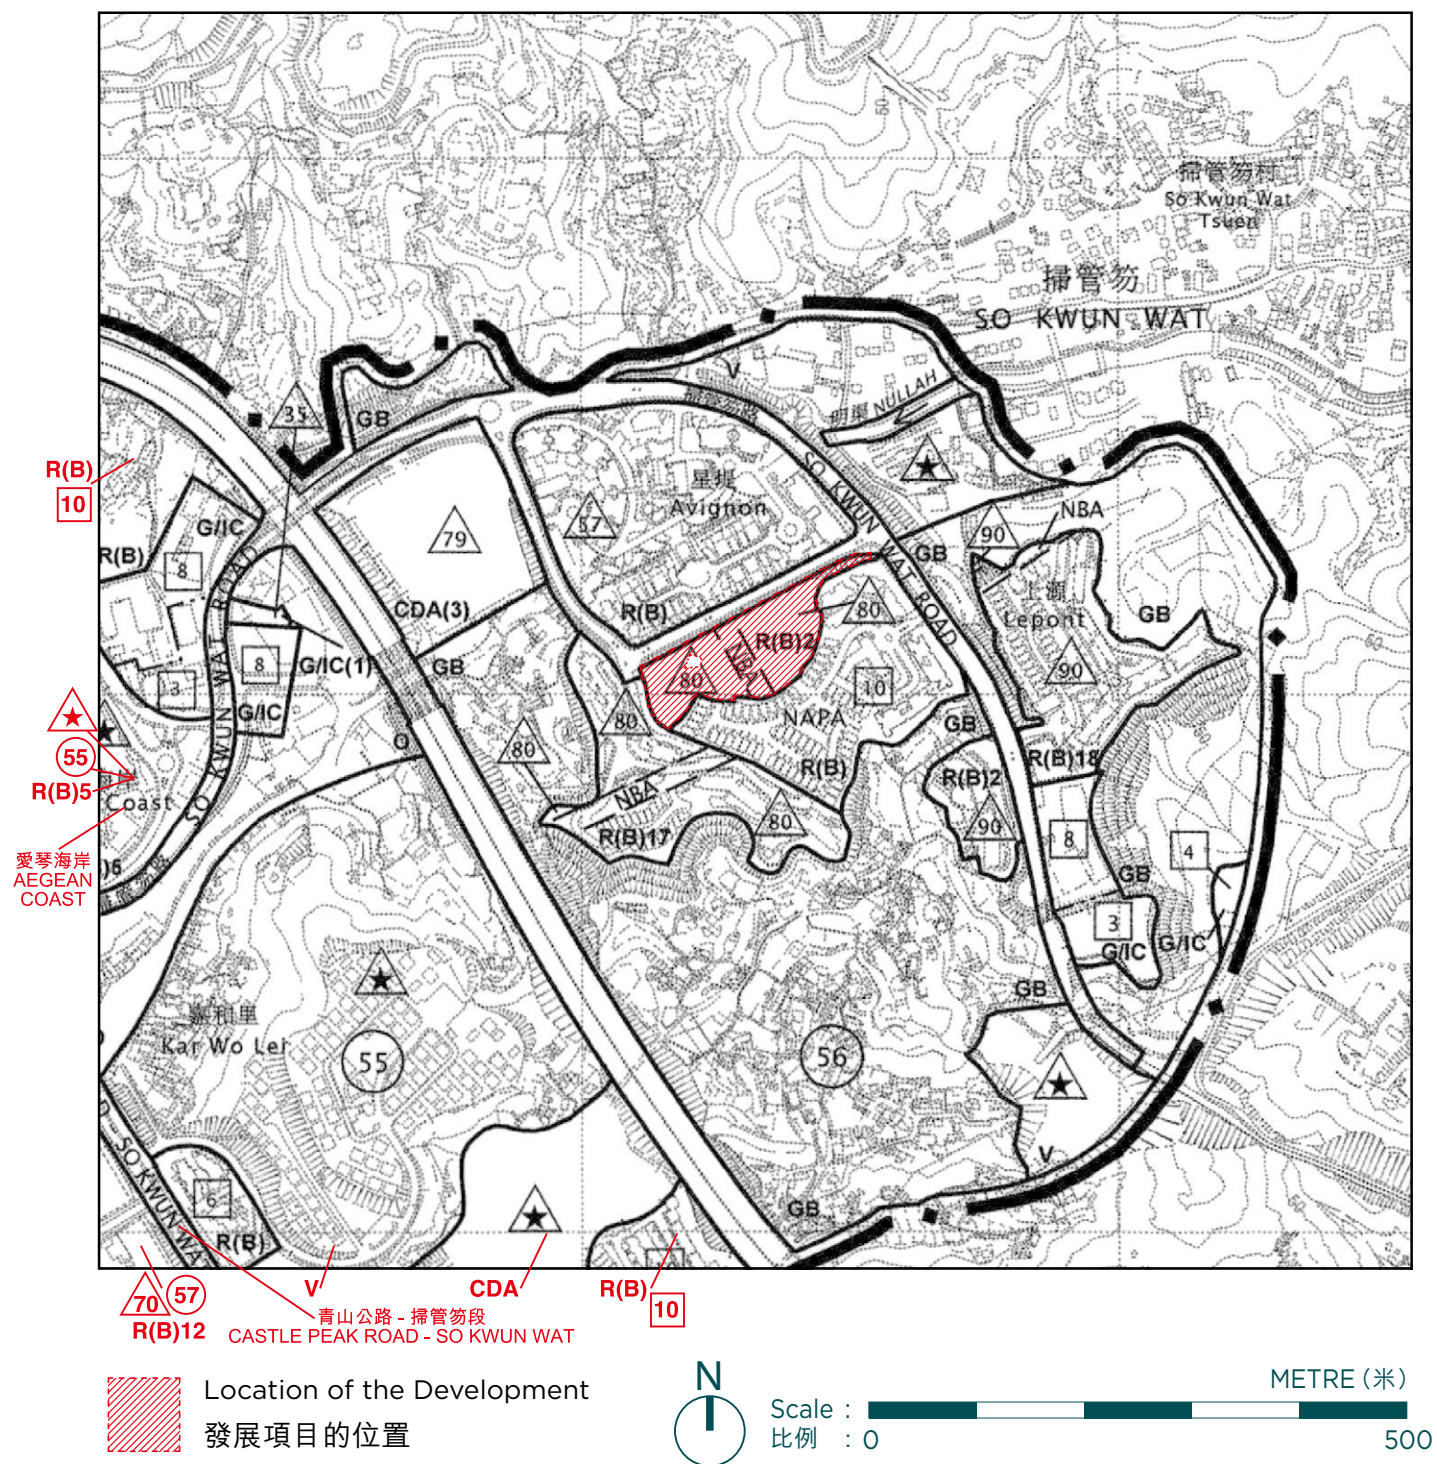 掃管笏村
So Kwun Wat
Tsuen
掃管笏
SO KWUN WAT
V
明渠 NULLAH
35
GB
R(B)
10
星堤
Avignon
SO KWUN WAT ROAD
NBA
G/IC
79
57
90
GB
R(B)
8
SO KWUN WAT ROAD
CDA(3)
R(B)
80
R(B)2
NBA
80
上源
Lepont
GB
90
8
G/IC(1)
GB
3
G/IC
10
NAPA
80
80
GB
O
R(B)18
R(B)
R(B)2
55
R(B)5
Coast
NBA
80
90
R(B)17
8
4
愛琴海岸
AEGEAN
COAST
GB
3
G/IC
G/IC
GB
嘉和里
Kar Wo Lei
55
56
V
SO KWUN WAT
6
R(B)
GB
70
57
R(B)12
V
CDA
R(B)
10
青山公路 - 掃管笏段
CASTLE PEAK ROAD - SO KWUN WAT
Location of the Development
發展項目的位置
N
METRE (米)
Scale :
比例 : 0
500